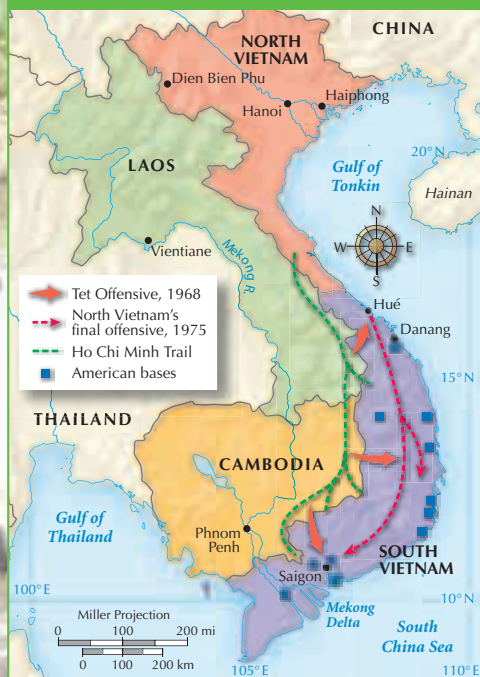 CHINA
NORTH
VIETNAM
Dien Bien Phu
Hanoi
Haiphong
LAOS
20°N
Gulf of
Tonkin
Hainan
N
W
E
S
Vientiane
Mekong R.
Tet Offensive, 1968
North Vietnam's
final offensive, 1975
Ho Chi Minh Trail
American bases
Hué
Danang
15°N
THAILAND
CAMBODIA
Gulf of
Thailand
Phnom
Penh
SOUTH
VIETNAM
Saigon
100°E
10°N
Mekong
Delta
South
China Sea
Miller Projection
0 100 200 mi
0 100 200 km
105°E
110°E